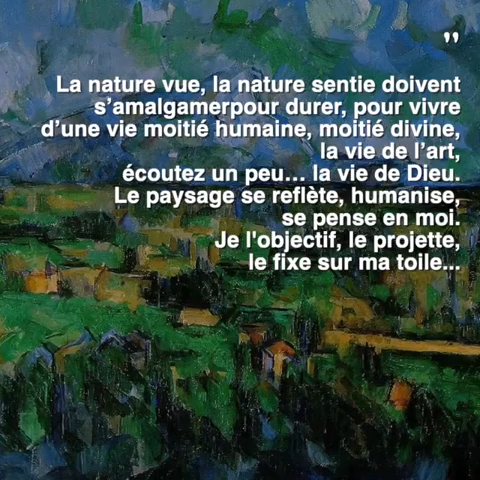 "
La nature vue, la nature sentie doivent
s’amalgamerpour durer, pour vivre
d’une vie moitié humaine, moitié divine,
la vie de l’art,
écoutez un peu... la vie de Dieu.
Le paysage se reflète, humanise,
se pense en moi.
Je l'objectif, le projette,
le fixe sur ma toile...